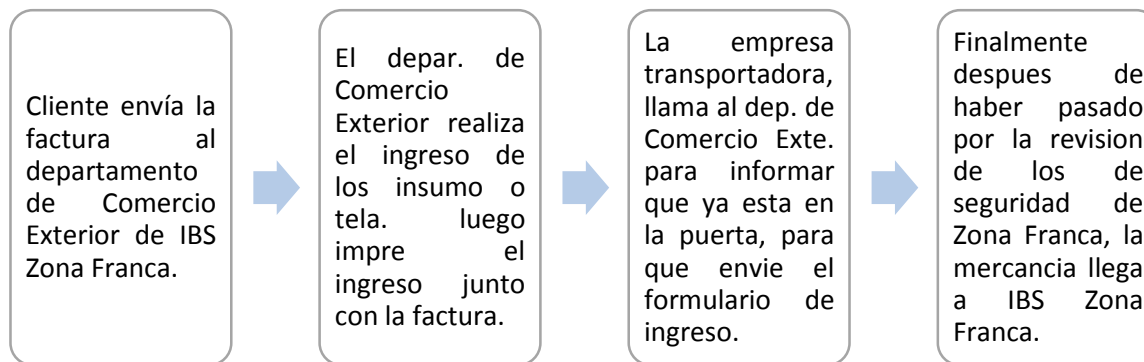 Cliente envía la
factura al
departamento
de Comercio
Exterior de IBS
Zona Franca.
El depar. de
Comercio
Exterior realiza
el ingreso de
los insumo o
tela. luego
impre el
ingreso junto
con la factura.
La empresa
transportadora,
llama al dep. de
Comercio Exte.
para informar
que ya esta en
la puerta, para
que envie el
formulario de
ingreso.
Finalmente
despues de
haber pasado
por la revision
de los de
seguridad de
Zona Franca, la
mercancia llega
a IBS Zona
Franca.